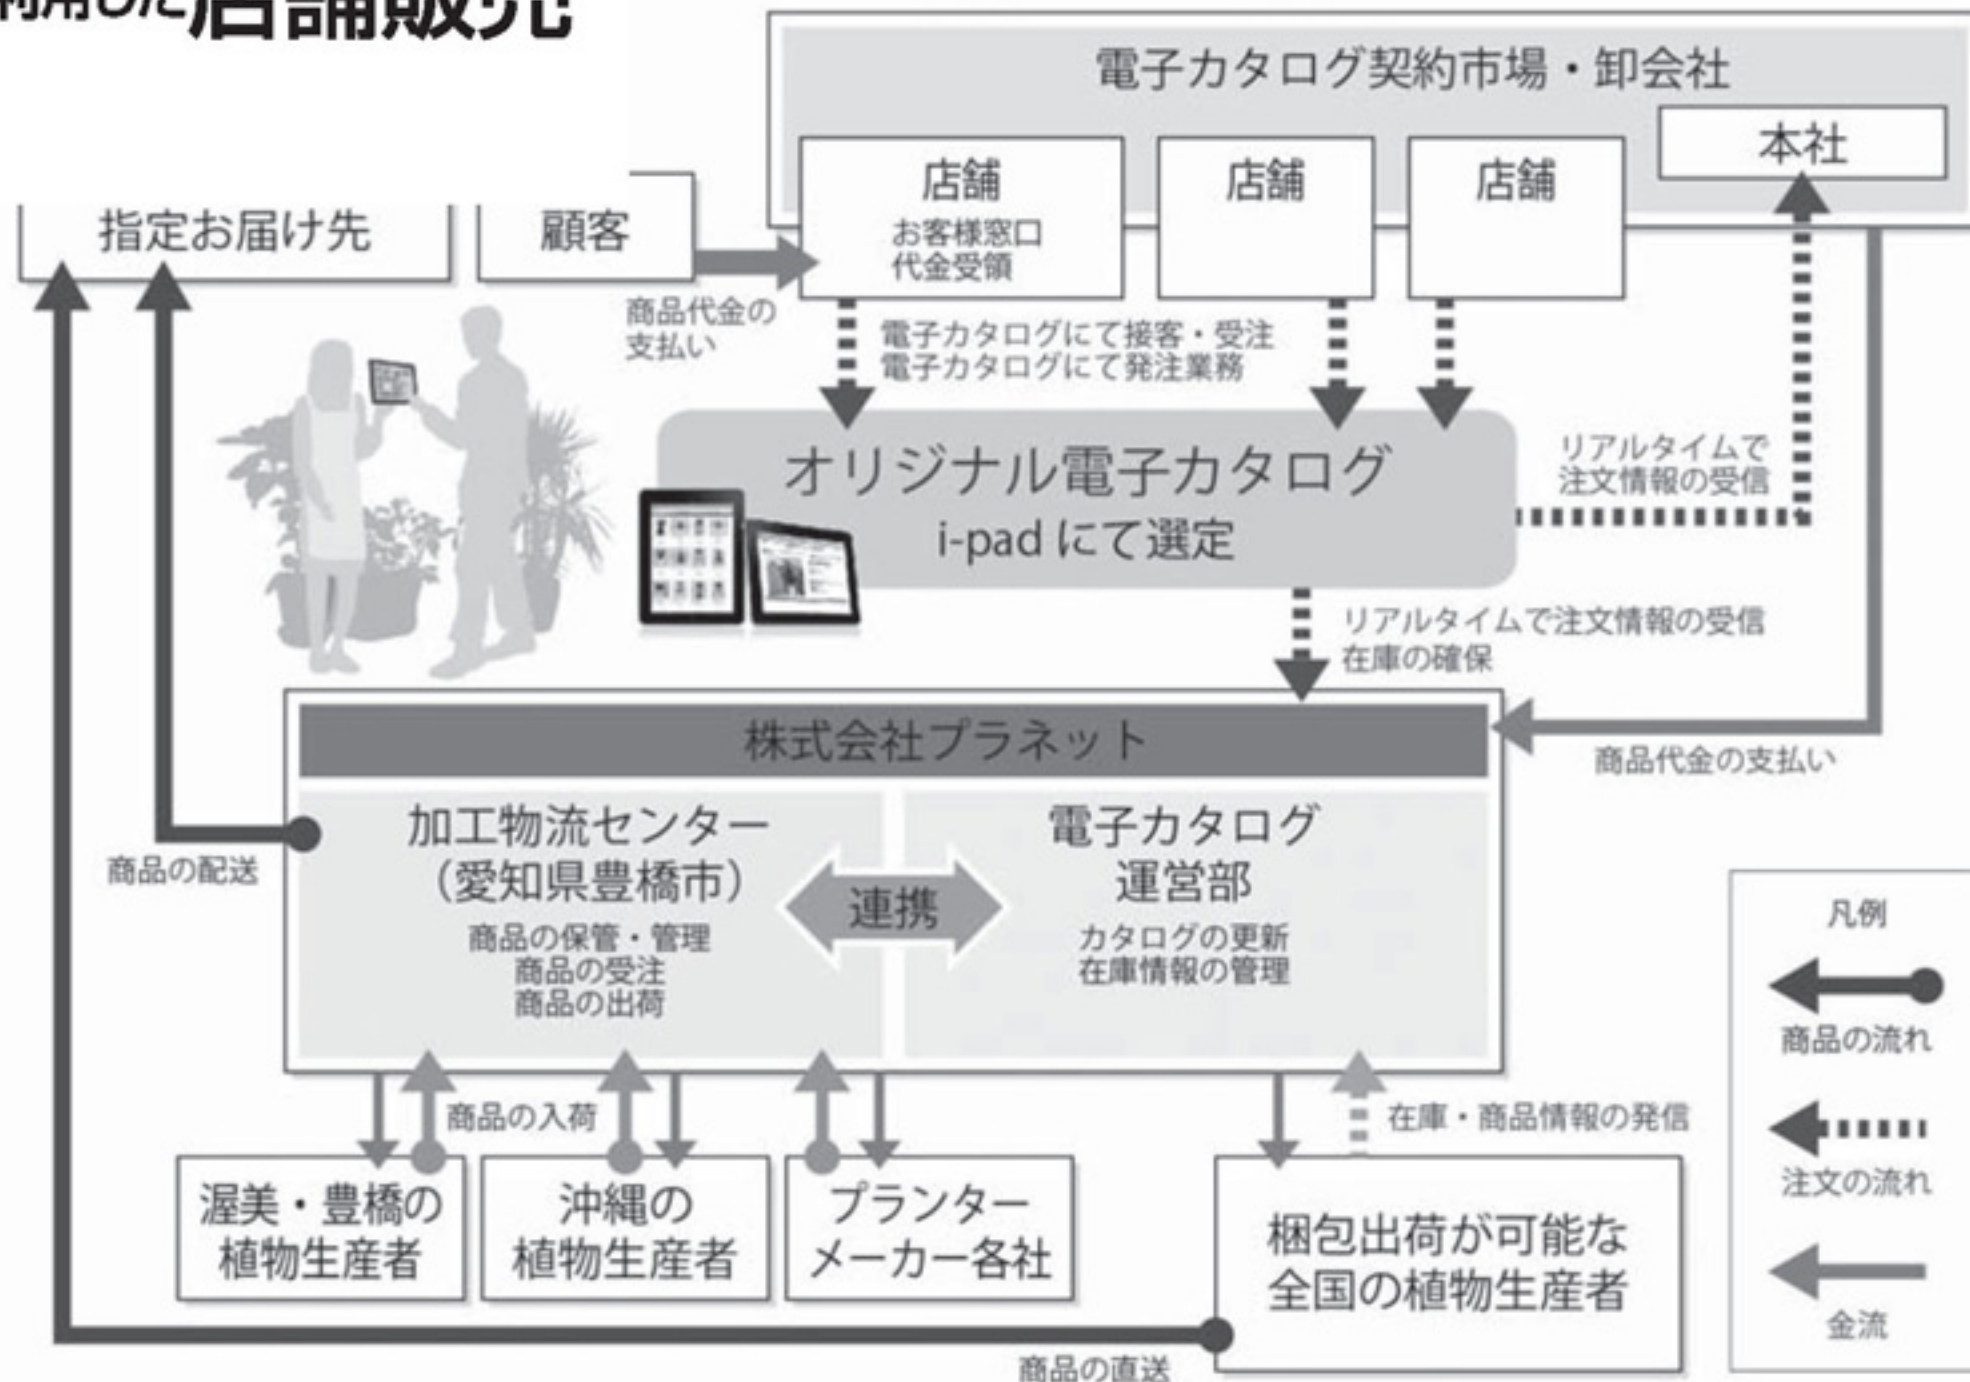 利用した店舗販売
電子カタログ契約市場・卸会社
本社
店舗
お客様窓口
代金受領
店舗
店舗
指定お届け先
顧客
商品代金の
支払い
電子カタログにて接客・受注
電子カタログにて発注業務
オリジナル電子カタログ
i-pad にて選定
リアルタイムで
注文情報の受信
リアルタイムで注文情報の受信
在庫の確保
商品代金の支払い
株式会社プラネット
加工物流センター
（愛知県豊橋市）
商品の保管・管理
商品の受注
商品の出荷
連携
電子カタログ
運営部
カタログの更新
在庫情報の管理
商品の配送
商品の入荷
在庫・商品情報の発信
渥美・豊橋の
植物生産者
沖縄の
植物生産者
プランター
メーカー各社
梱包出荷が可能な
全国の植物生産者
商品の直送
凡例
商品の流れ
注文の流れ
金流